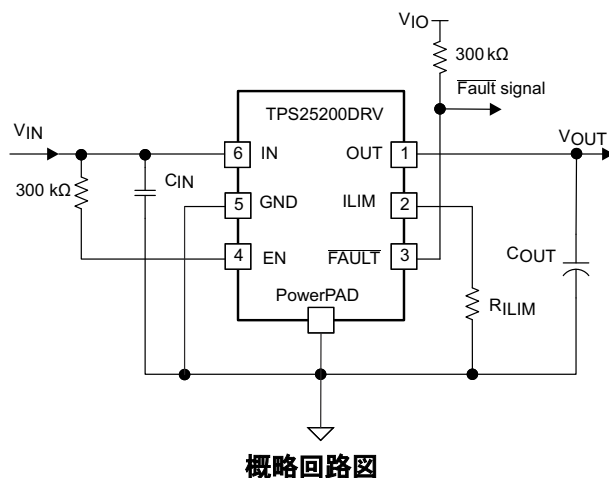 VIO
300 kΩ
Fault signal
TPS25200DRV
VIN
VOUT
6 IN
OUT 1
CIN
300 kΩ
5 GND
ILIM 2
4 EN
FAULT 3
COUT
PowerPAD
RILIM
概略回路図